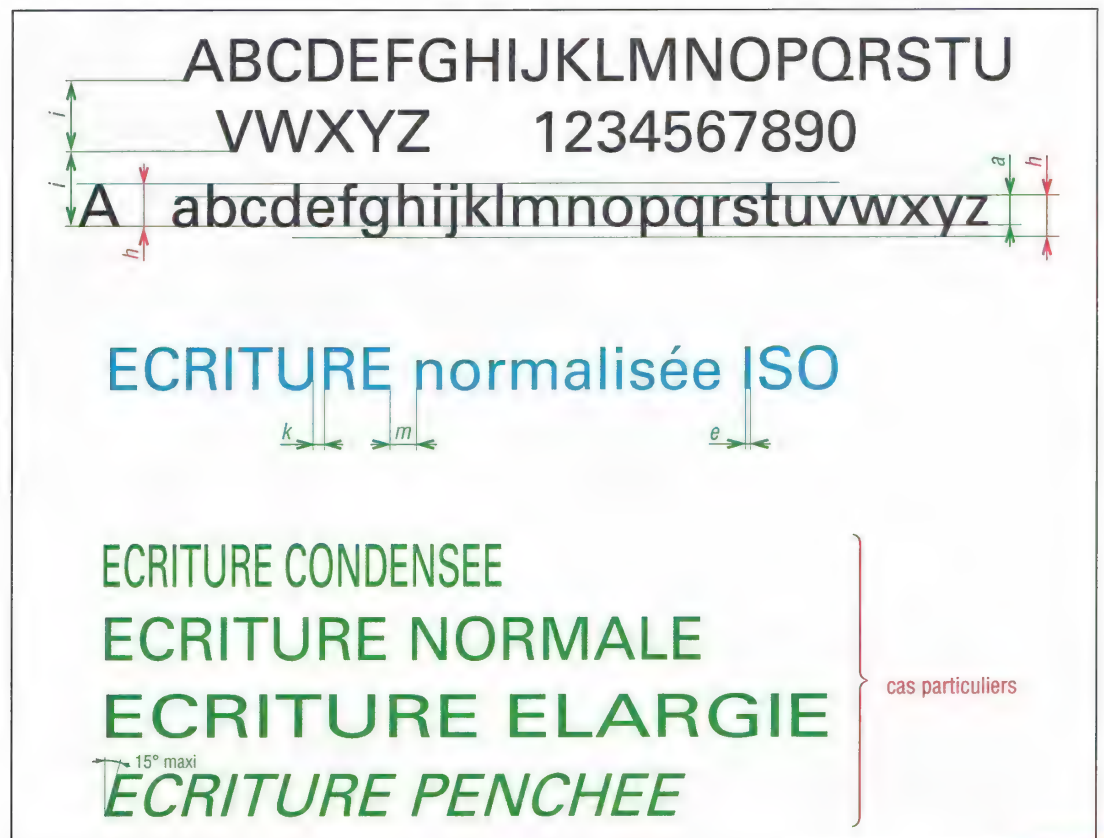 ABCDEFGHIJKLMNOPQRSTU
i
VWXYZ 1234567890
i
a h
A abcdefghijklmnopqrstuvwxyz
h
ECRITURE normalisée ISO
k m e
ECRITURE CONDENSEE
ECRITURE NORMALE
cas particuliers
ECRITURE ELARGIE
15° maxi
ECRITURE PENCHEE